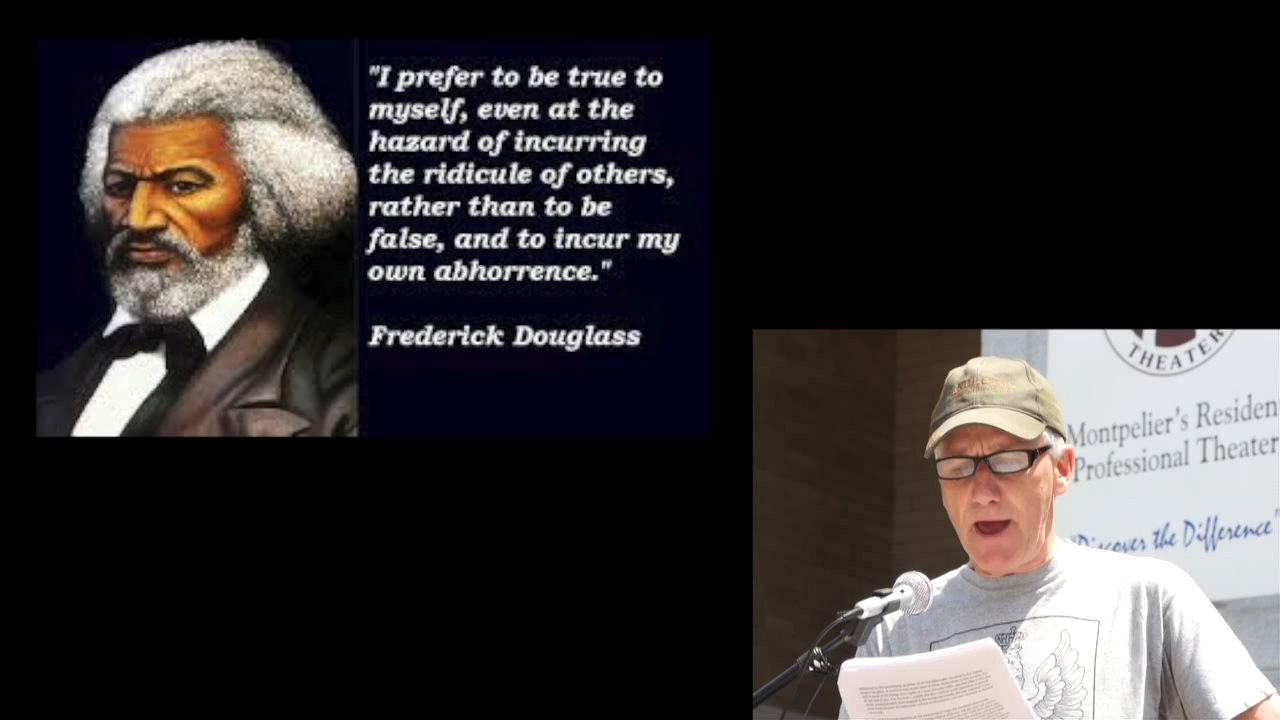 "I prefer to be true to
myself, even at the
hazard of incurring
the ridicule of others,
rather than to be
false, and to incur my
own abhorrence."
Frederick Douglass
THEATER
Montpelier's Residen
Professional Theater
"Discover the Difference"